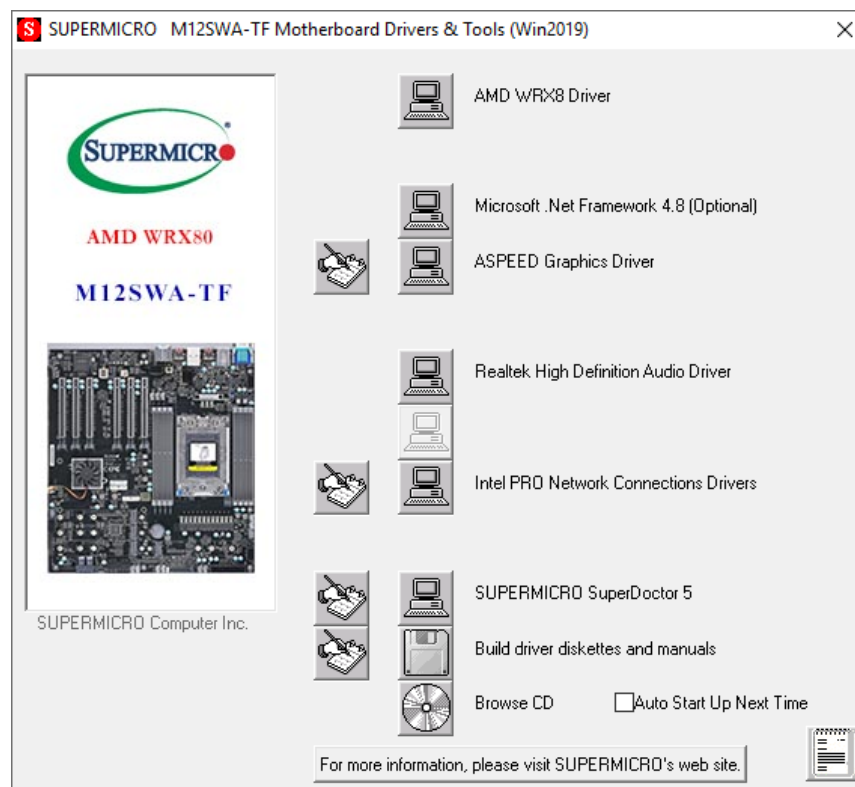 S SUPERMICRO M12SWA-TF Motherboard Drivers & Tools (Win2019)
SUPERMICRO
AMD WRX80
M12SWA-TF
SUPERMICRO Computer Inc.
AMD WRX8 Driver
Microsoft .Net Framework 4.8 (Optional)
ASPEED Graphics Driver
Realtek High Definition Audio Driver
Intel PRO Network Connections Drivers
SUPERMICRO SuperDoctor 5
Build driver diskettes and manuals
Browse CD
Auto Start Up Next Time
For more information, please visit SUPERMICRO's web site.